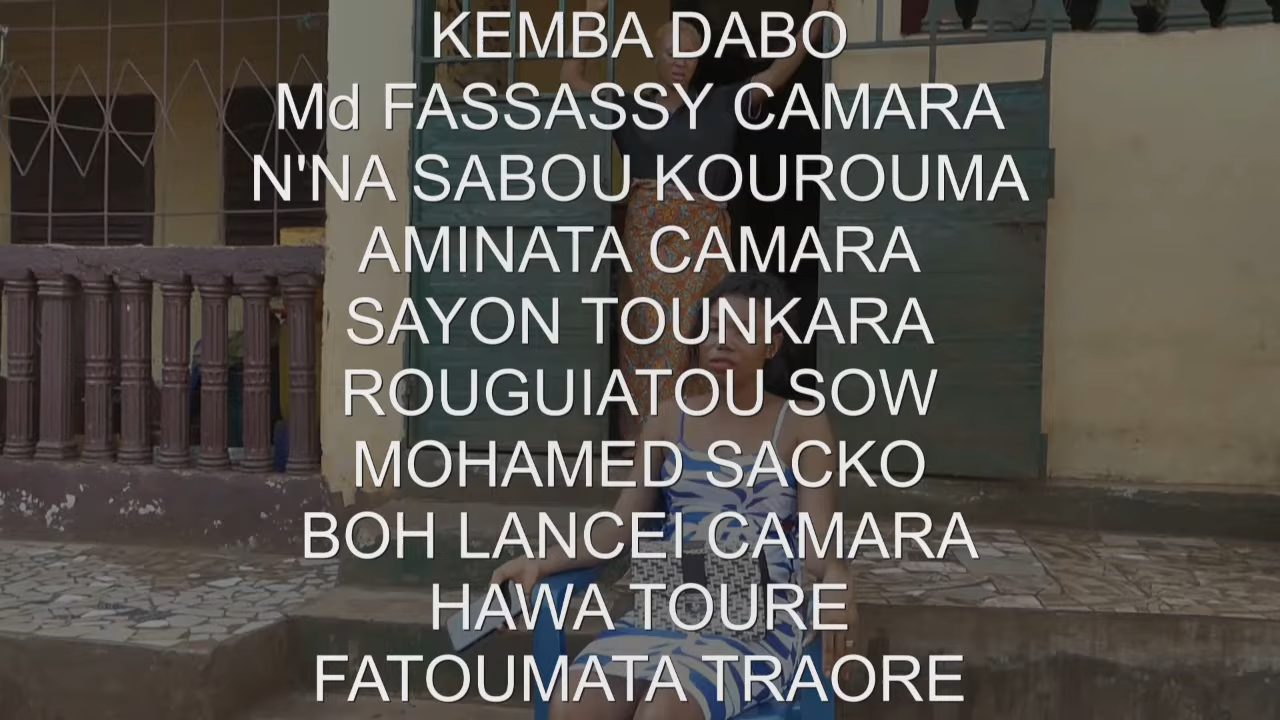 KEMBA DABO
Md FASSASSY CAMARA
N'NA SABOU KOUROUMA
AMINATA CAMARA
SAYON TOUNKARA
ROUGUIATOU SOW
MOHAMED SACKO
BOH LANCEI CAMARA
HAWA TOURE
FATOUMATA TRAORE